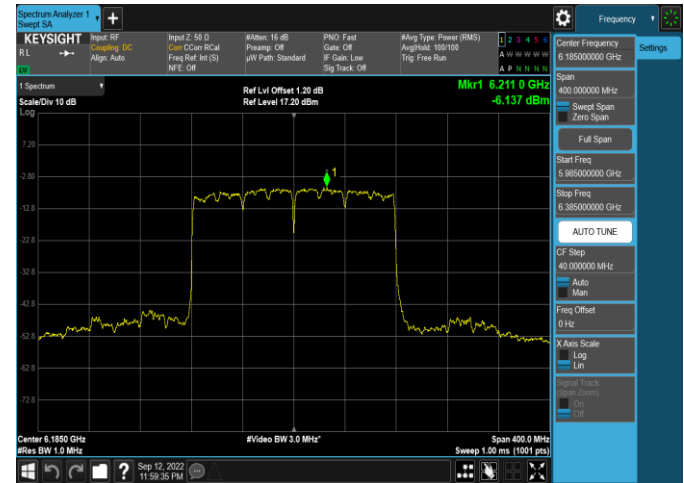 Spectrum Analyzer 1
Swept SA
Frequency
KEYSIGHT
R L
LW
Input: RF
Coupling: DC
Align: Auto
Input Z: 50 Ω
Corr CCorr RCal
Freq Ref: Int (S)
NFE: Off
#Atten: 16 dB
Preamp: Off
µW Path: Standard
PNO: Fast
Gate: Off
IF Gain: Low
Sig Track: Off
#Avg Type: Power (RMS)
Avg|Hold: 100/100
Trig: Free Run
1 2 3 4 5 6
A W W W W W
A P N N N N
1 Spectrum
Scale/Div 10 dB
Log
Ref Lvl Offset 1.20 dB
Ref Level 17.20 dBm
Mkr1 6.211 0 GHz
-6.137 dBm
1
7.20
-2.80
-12.8
-22.8
-32.8
-42.8
-52.8
-62.8
-72.8
Center 6.1850 GHz
#Res BW 1.0 MHz
#Video BW 3.0 MHz*
Span 400.0 MHz
Sweep 1.00 ms (1001 pts)
Sep 12, 2022
11:59:35 PM
Center Frequency
6.185000000 GHz
Settings
Span
400.000000 MHz
Swept Span
Zero Span
Full Span
Start Freq
5.985000000 GHz
Stop Freq
6.385000000 GHz
AUTO TUNE
CF Step
40.000000 MHz
Auto
Man
Freq Offset
0 Hz
X Axis Scale
Log
Lin
Signal Track
(Span Zoom)
On
Off